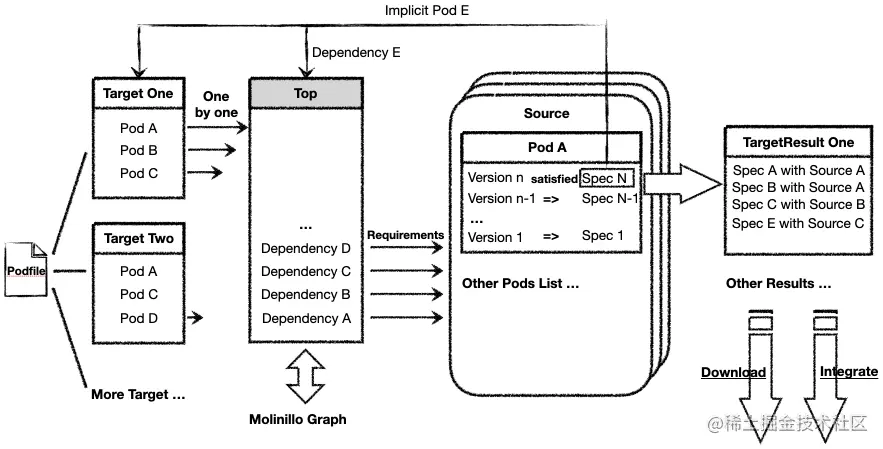 Implicit Pod E
Dependency E
Target One
Pod A
Pod B
Pod C
One
by one
Top
...
Dependency D
Dependency C
Dependency B
Dependency A
Requirements
Molinillo Graph
Podfile
Target Two
Pod A
Pod C
Pod D
More Target ...
Source
Pod A
Version n satisfied Spec N
Version n-1 => Spec N-1
...
Version 1 => Spec 1
Other Pods List ...
TargetResult One
Spec A with Source A
Spec B with Source A
Spec C with Source B
Spec E with Source C
Other Results ...
Download
Integrate
@稀土掘金技术社区